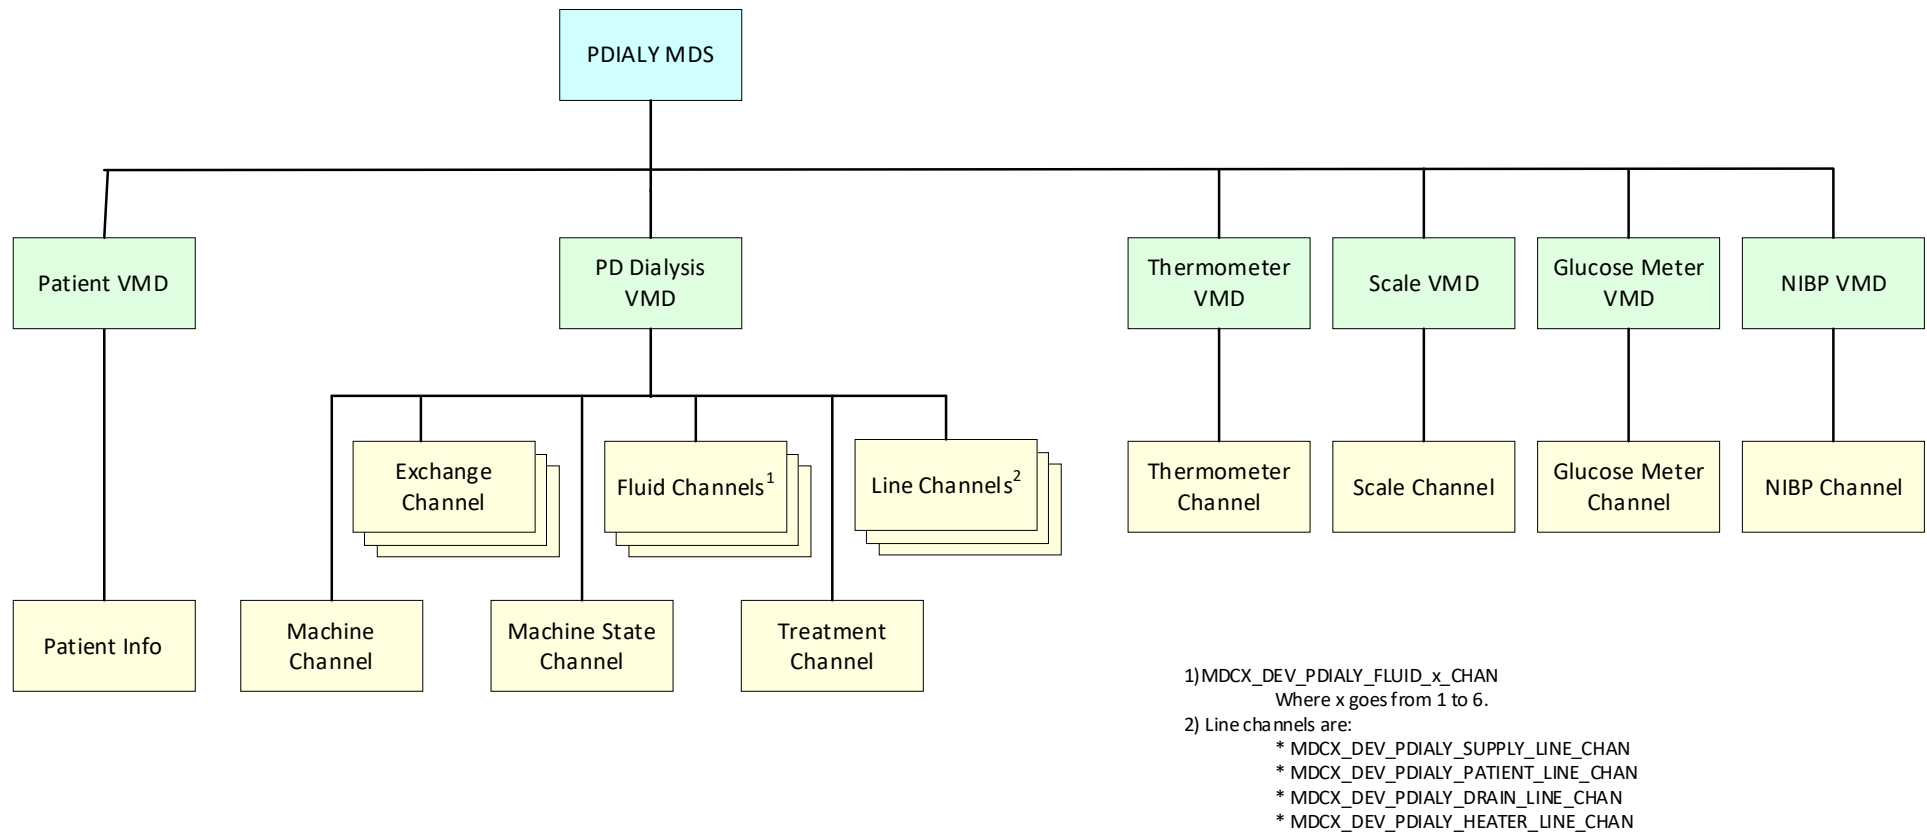 PDIALY MDS
Patient VMD
PD Dialysis
VMD
Thermometer
VMD
Scale VMD
Glucose Meter
VMD
NIBP VMD
Exchange
Channel
Fluid Channels1
Line Channels2
Thermometer
Channel
Scale Channel
Glucose Meter
Channel
NIBP Channel
Patient Info
Machine
Channel
Machine State
Channel
Treatment
Channel
1)MDCX_DEV_PDIALY_FLUID_x_CHAN
Where x goes from 1 to 6.
2) Line channels are:
* MDCX_DEV_PDIALY_SUPPLY_LINE_CHAN
* MDCX_DEV_PDIALY_PATIENT_LINE_CHAN
* MDCX_DEV_PDIALY_DRAIN_LINE_CHAN
* MDCX_DEV_PDIALY_HEATER_LINE_CHAN